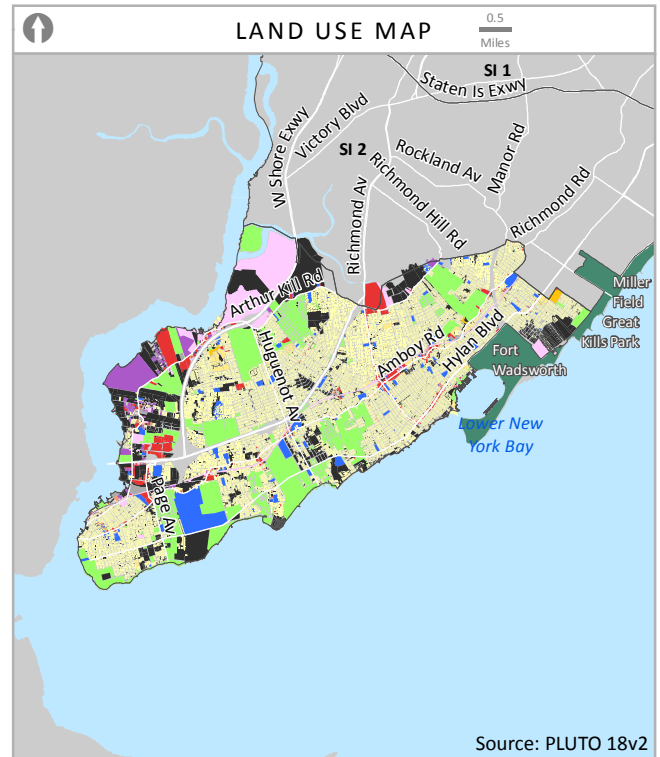 LAND USE MAP
0.5
Miles
SI 1
Staten Is Exwy
W Shore Exwy
Victory Blvd
SI 2
Rockland Av
Manor Rd
Richmond Av
Richmond Hill Rd
Richmond Rd
Arthur Kill Rd
Miller
Field
Great
Kills Park
Huguenot Av
Amboy Rd
Hylan Blvd
Fort
Wadsworth
Lower New
York Bay
Page Av
Source: PLUTO 18v2